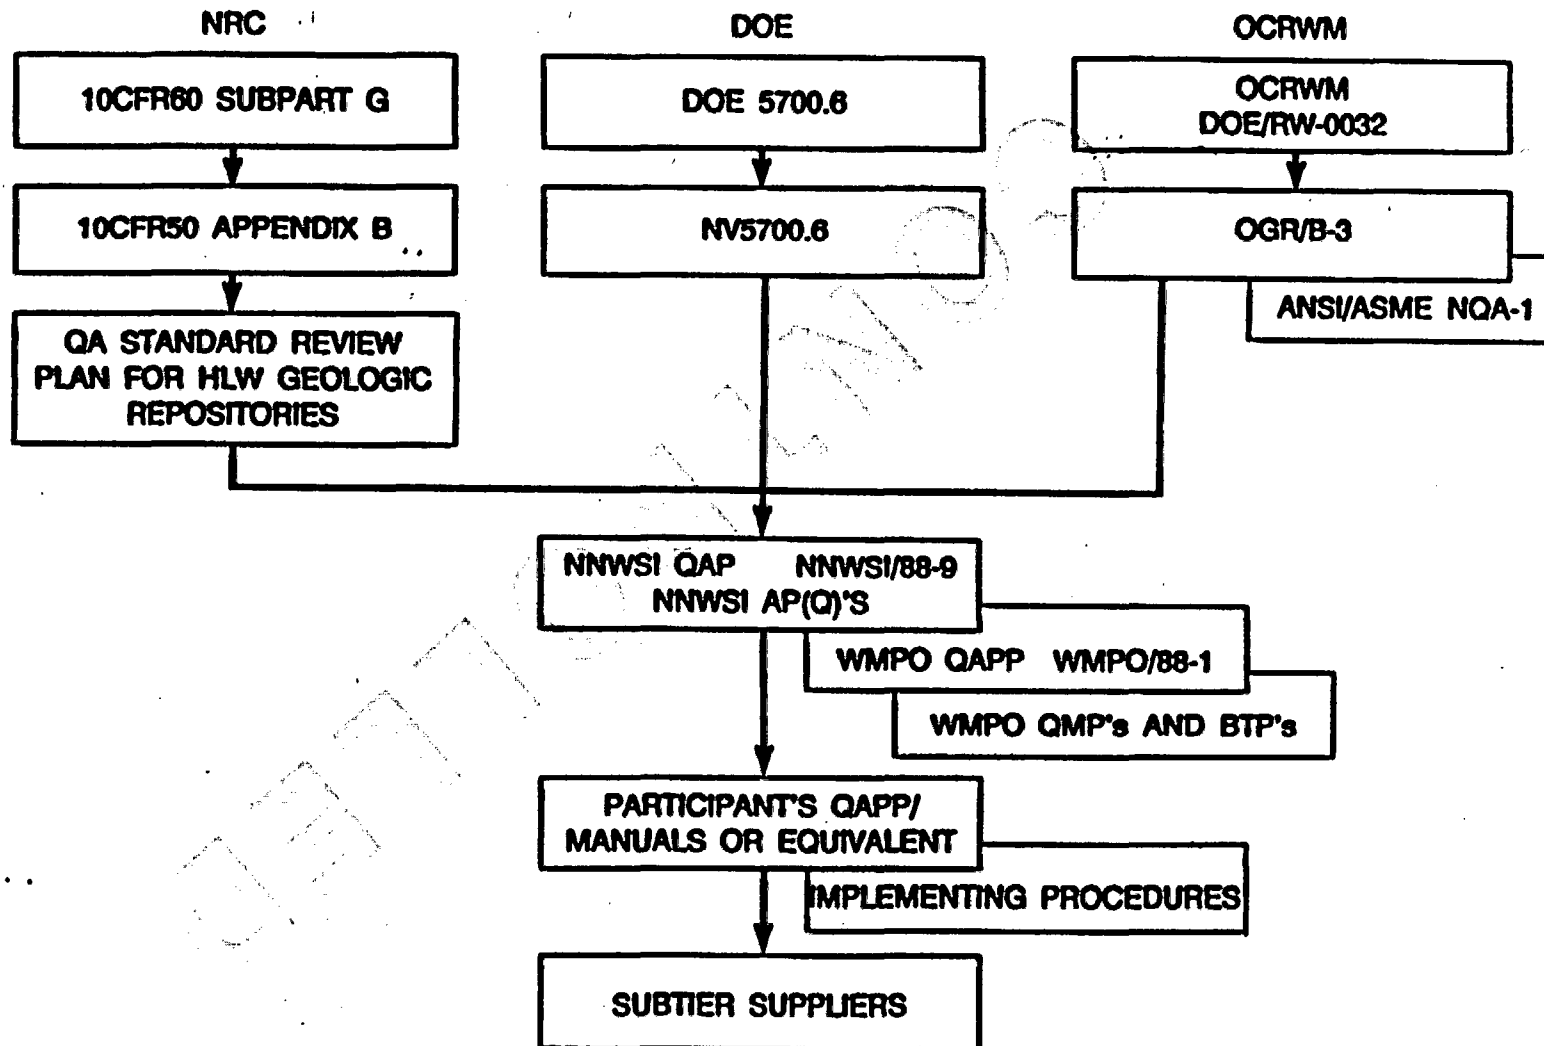 NRC
DOE
OCRWM
10CFR60 SUBPART G
DOE 5700.6
OCRWM
DOE/RW-0032
10CFR50 APPENDIX B
NV5700.6
OGR/B-3
ANSI/ASME NQA-1
QA STANDARD REVIEW
PLAN FOR HLW GEOLOGIC
REPOSITORIES
NNWSI QAP NNWSI/88-9
NNWSI AP(Q)'S
WMPO QAPP WMPO/88-1
WMPO QMP's AND BTP's
PARTICIPANT'S QAPP/
MANUALS OR EQUIVALENT
IMPLEMENTING PROCEDURES
SUBTIER SUPPLIERS